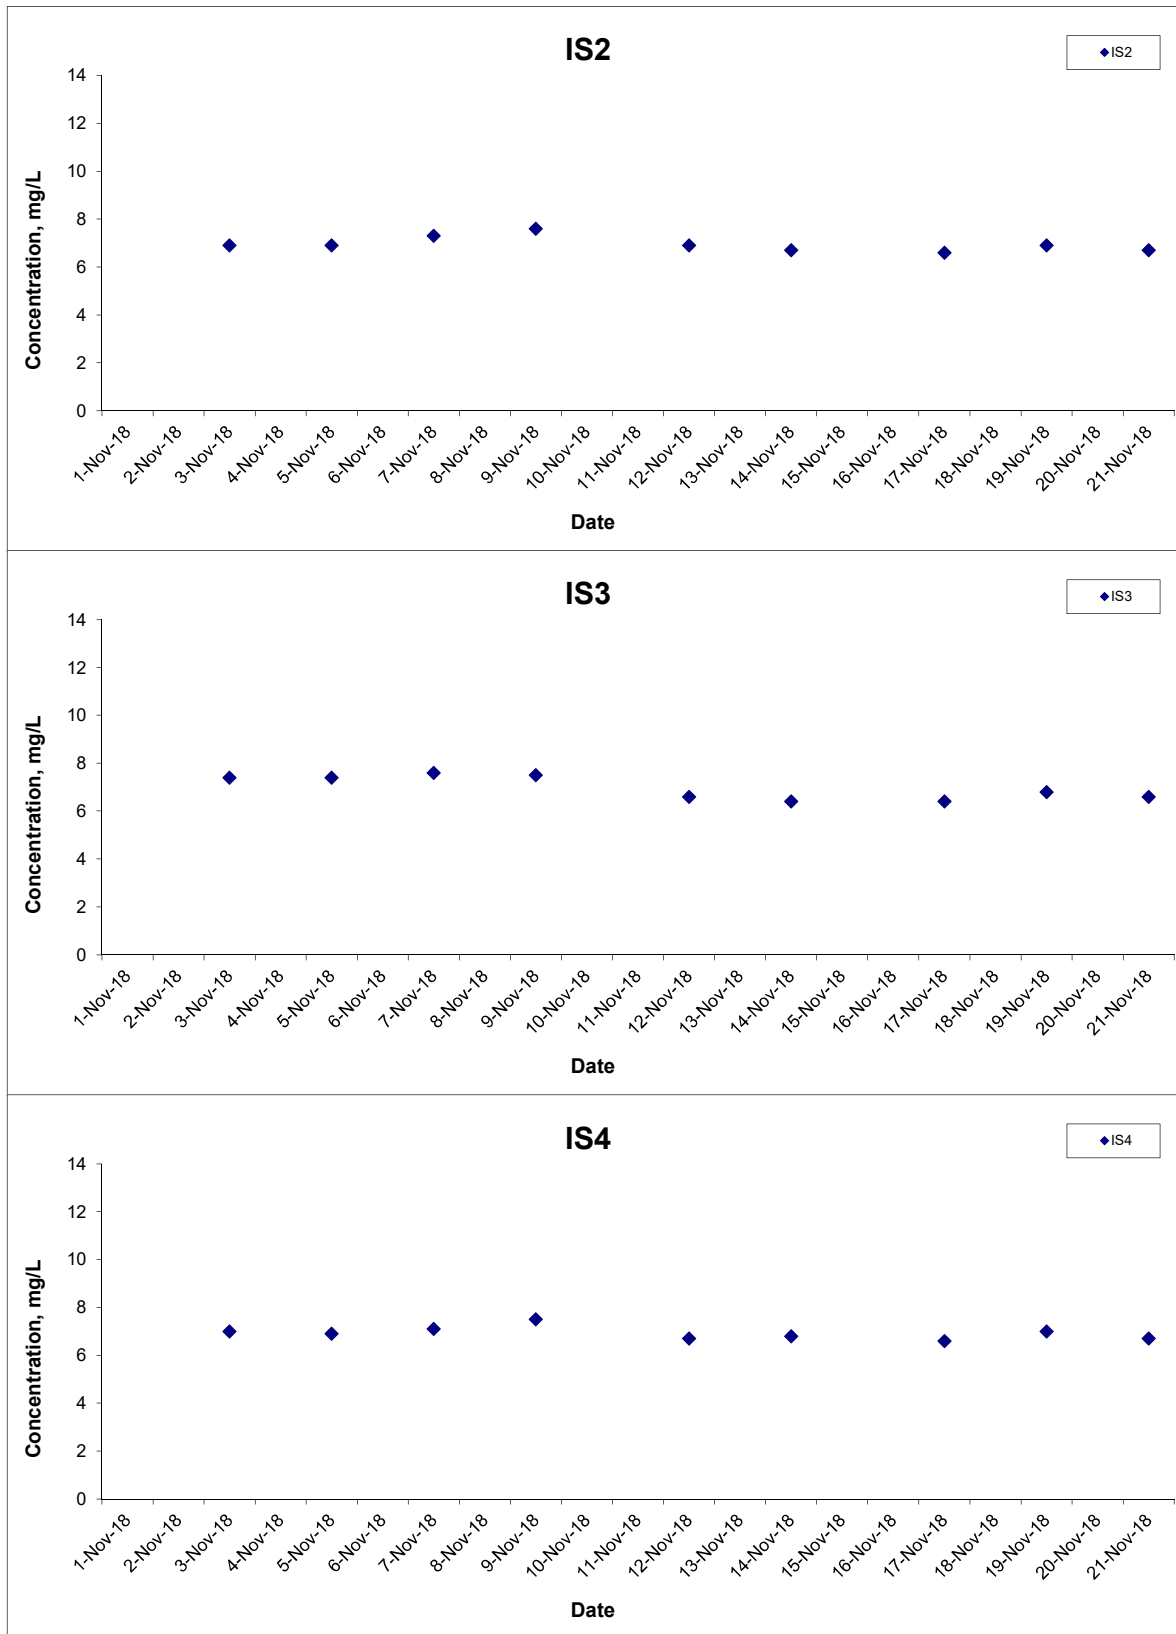 IS2
IS2
14
12
10
8
6
4
2
0
Concentration, mg/L
1-Nov-18
2-Nov-18
3-Nov-18
4-Nov-18
5-Nov-18
6-Nov-18
7-Nov-18
8-Nov-18
9-Nov-18
10-Nov-18
11-Nov-18
12-Nov-18
13-Nov-18
14-Nov-18
15-Nov-18
16-Nov-18
17-Nov-18
18-Nov-18
19-Nov-18
20-Nov-18
21-Nov-18
Date
IS3
IS3
14
12
10
8
6
4
2
0
Concentration, mg/L
1-Nov-18
2-Nov-18
3-Nov-18
4-Nov-18
5-Nov-18
6-Nov-18
7-Nov-18
8-Nov-18
9-Nov-18
10-Nov-18
11-Nov-18
12-Nov-18
13-Nov-18
14-Nov-18
15-Nov-18
16-Nov-18
17-Nov-18
18-Nov-18
19-Nov-18
20-Nov-18
21-Nov-18
Date
IS4
IS4
14
12
10
8
6
4
2
0
Concentration, mg/L
1-Nov-18
2-Nov-18
3-Nov-18
4-Nov-18
5-Nov-18
6-Nov-18
7-Nov-18
8-Nov-18
9-Nov-18
10-Nov-18
11-Nov-18
12-Nov-18
13-Nov-18
14-Nov-18
15-Nov-18
16-Nov-18
17-Nov-18
18-Nov-18
19-Nov-18
20-Nov-18
21-Nov-18
Date